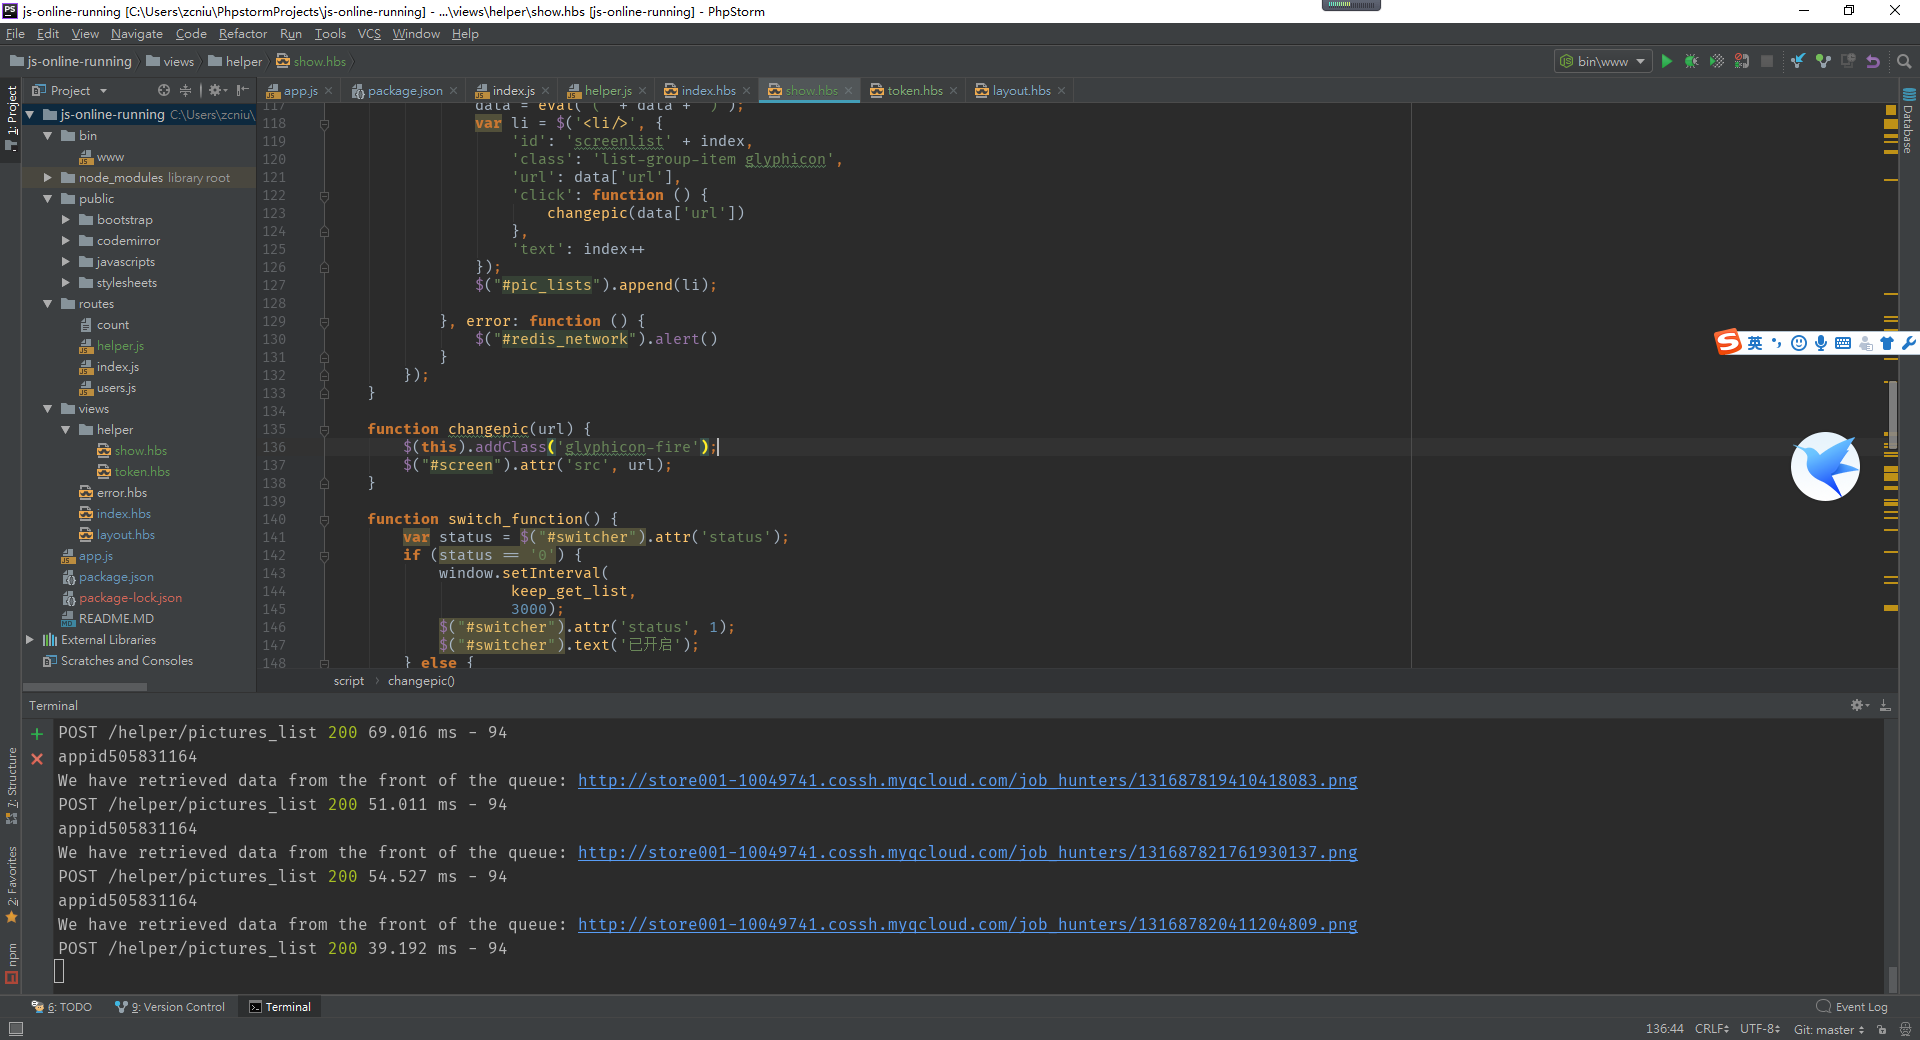 js-online-running [C:\Users\zcniu\PhpstormProjects\js-online-running] - ...\views\helper\show.hbs [js-online-running] - PhpStorm
File Edit View Navigate Code Refactor Run Tools VCS Window Help
js-online-running views helper show.hbs bin\www
1: Project
Project
app.js package.json index.js helper.js index.hbs show.hbs token.hbs layout.hbs
Database
js-online-running C:\Users\zcniu\
bin
www
node_modules library root
public
bootstrap
codemirror
javascripts
stylesheets
routes
count
helper.js
index.js
users.js
views
helper
show.hbs
token.hbs
error.hbs
index.hbs
layout.hbs
app.js
package.json
package-lock.json
README.MD
External Libraries
Scratches and Consoles
117 data = eval("(" + data + ")");
118 var li = $('<li/>', {
119 'id': 'screenlist' + index,
120 'class': 'list-group-item glyphicon',
121 'url': data['url'],
122 'click': function () {
123 changepic(data['url'])
124 },
125 'text': index++
126 });
127 $("#pic_lists").append(li);
128
129 }, error: function () {
130 $("#redis_network").alert()
131 }
132 });
133 }
134
135 function changepic(url) {
136 $(this).addClass('glyphicon-fire');
137 $("#screen").attr('src', url);
138 }
139
140 function switch_function() {
141 var status = $("#switcher").attr('status');
142 if (status == '0') {
143 window.setInterval(
144 keep_get_list,
145 3000);
146 $("#switcher").attr('status', 1);
147 $("#switcher").text('已开启');
148 } else {
英
script changepic()
Terminal
POST /helper/pictures_list 200 69.016 ms - 94
appid505831164
We have retrieved data from the front of the queue: http://store001-10049741.cossh.myqcloud.com/job_hunters/131687819410418083.png
POST /helper/pictures_list 200 51.011 ms - 94
appid505831164
We have retrieved data from the front of the queue: http://store001-10049741.cossh.myqcloud.com/job_hunters/131687821761930137.png
POST /helper/pictures_list 200 54.527 ms - 94
appid505831164
We have retrieved data from the front of the queue: http://store001-10049741.cossh.myqcloud.com/job_hunters/131687820411204809.png
POST /helper/pictures_list 200 39.192 ms - 94
7: Structure
2: Favorites
npm
6: TODO 9: Version Control Terminal Event Log
136:44 CRLF UTF-8 Git: master